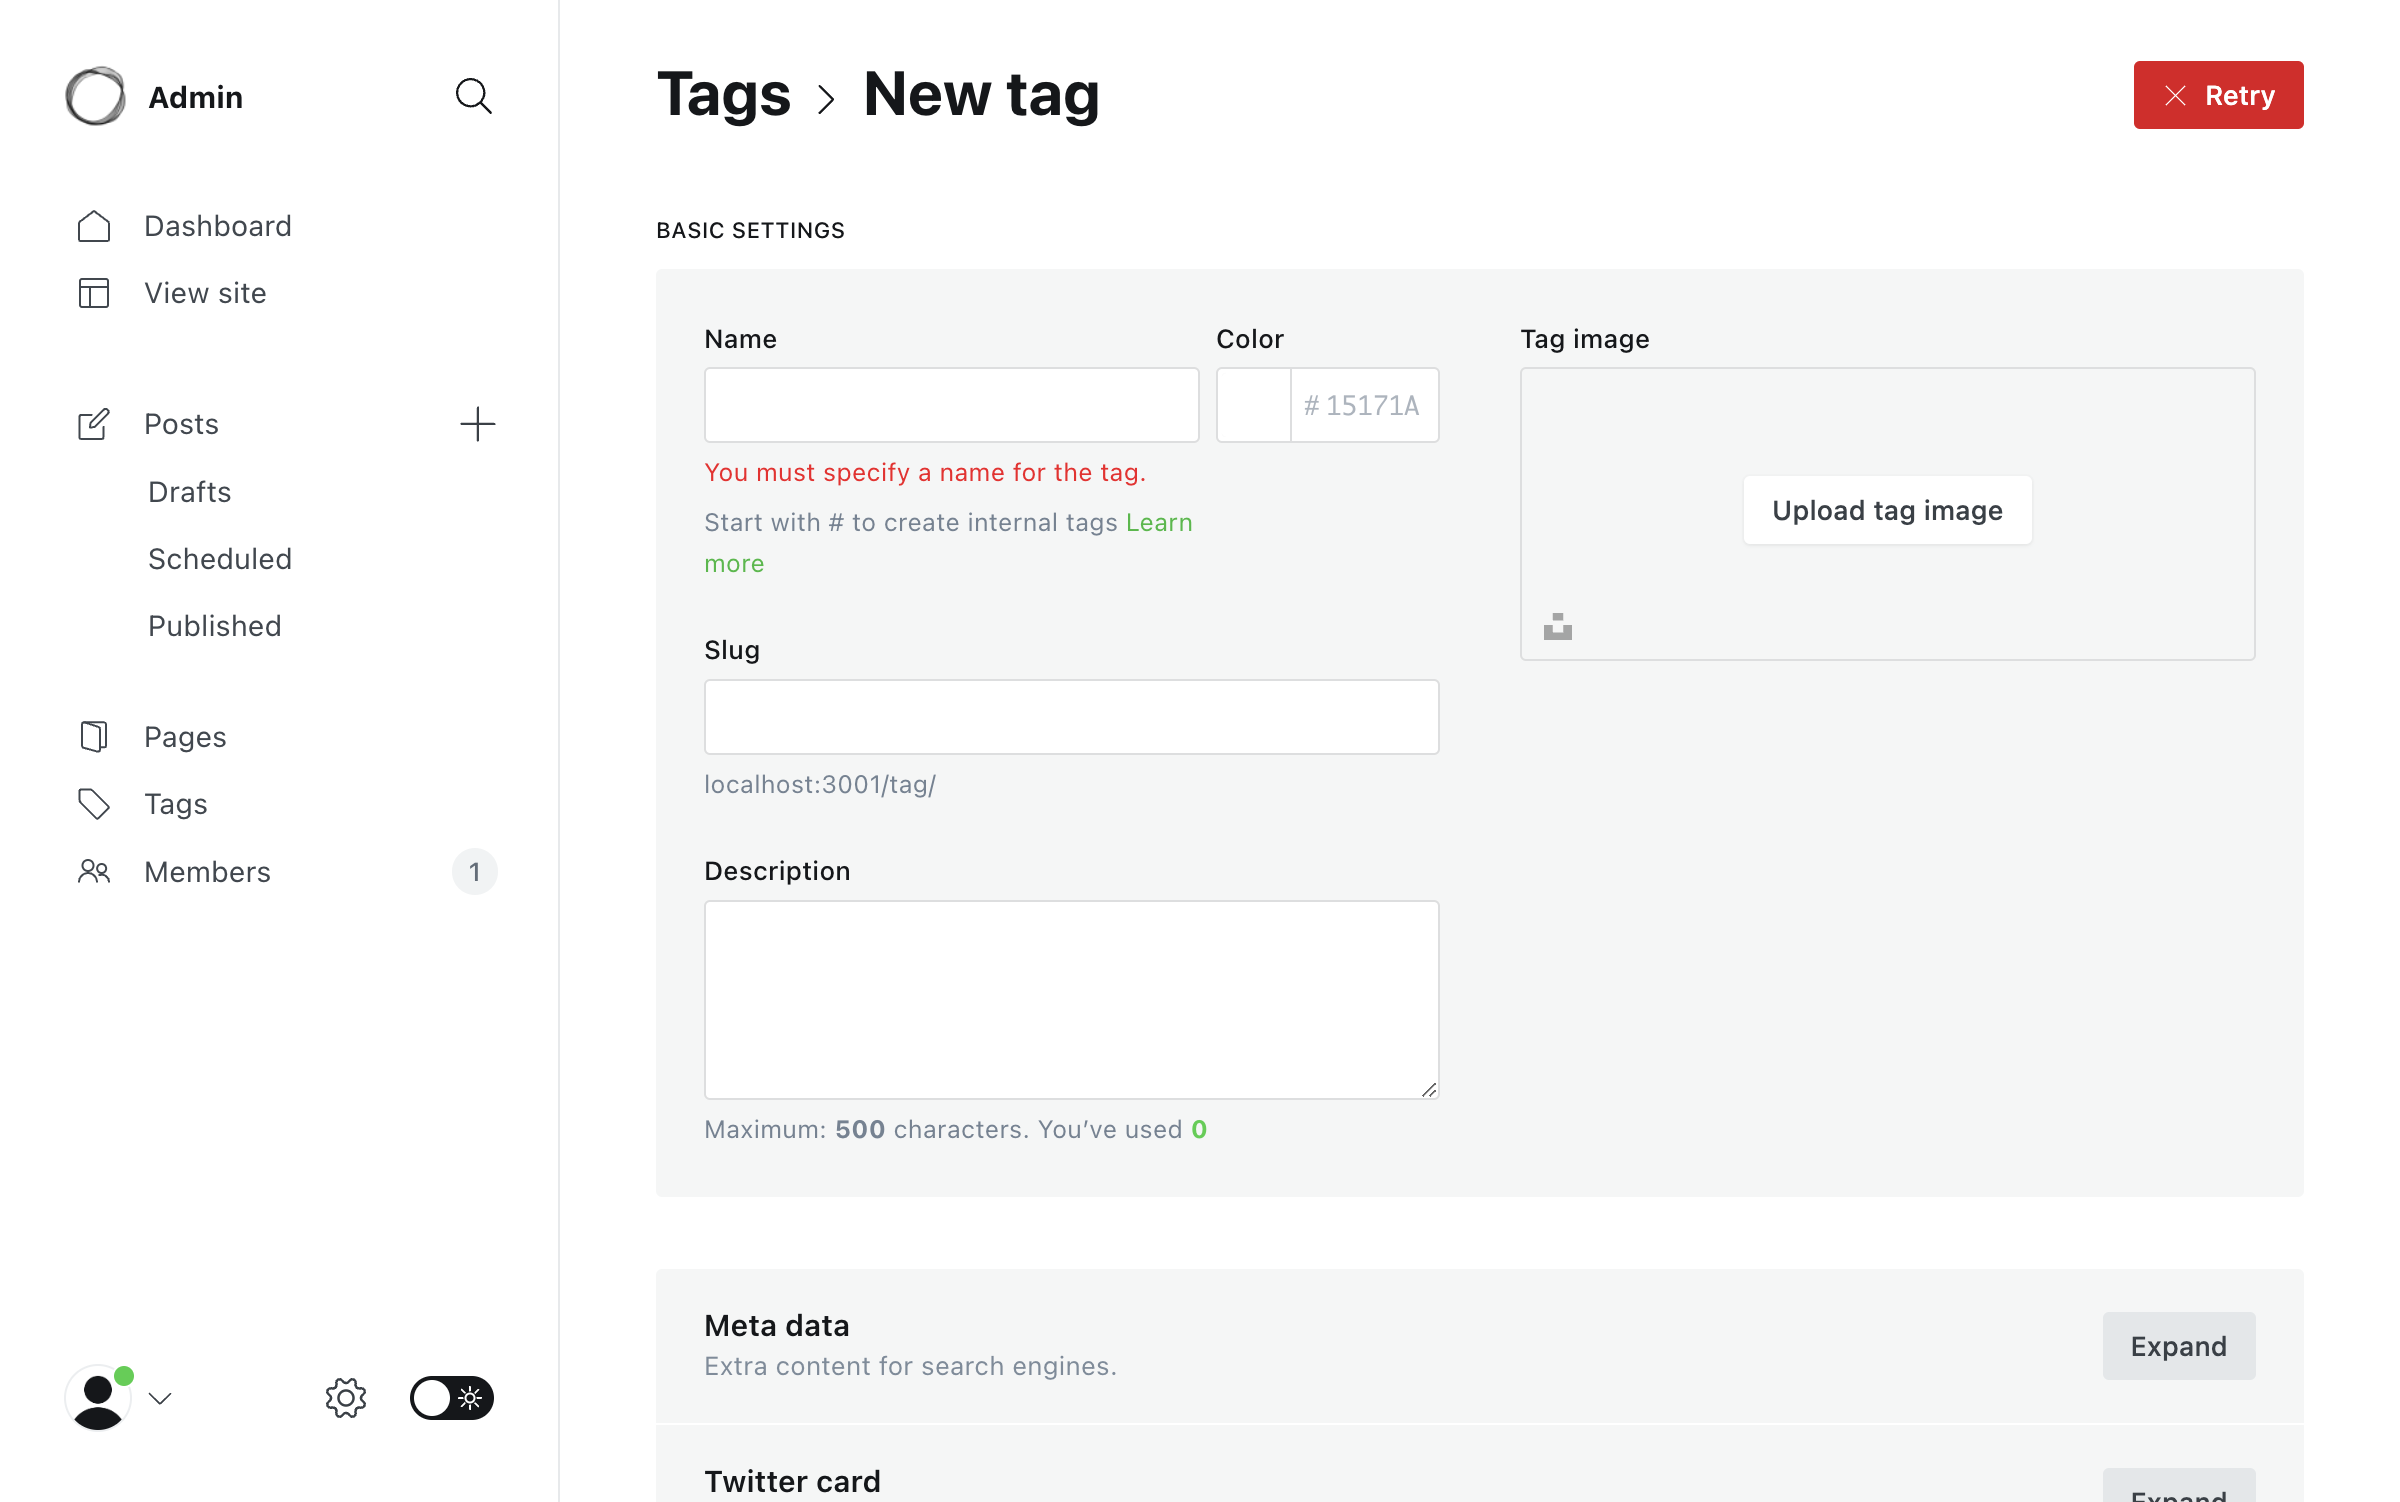 Admin
Dashboard
View site
Posts
Drafts
Scheduled
Published
Pages
Tags
Members 1
Tags > New tag
Retry
BASIC SETTINGS
Name
Color
# 15171A
You must specify a name for the tag.
Start with # to create internal tags Learn
more
Slug
localhost:3001/tag/
Description
Maximum: 500 characters. You’ve used 0
Tag image
Upload tag image
Meta data
Extra content for search engines.
Expand
Twitter card
Expand